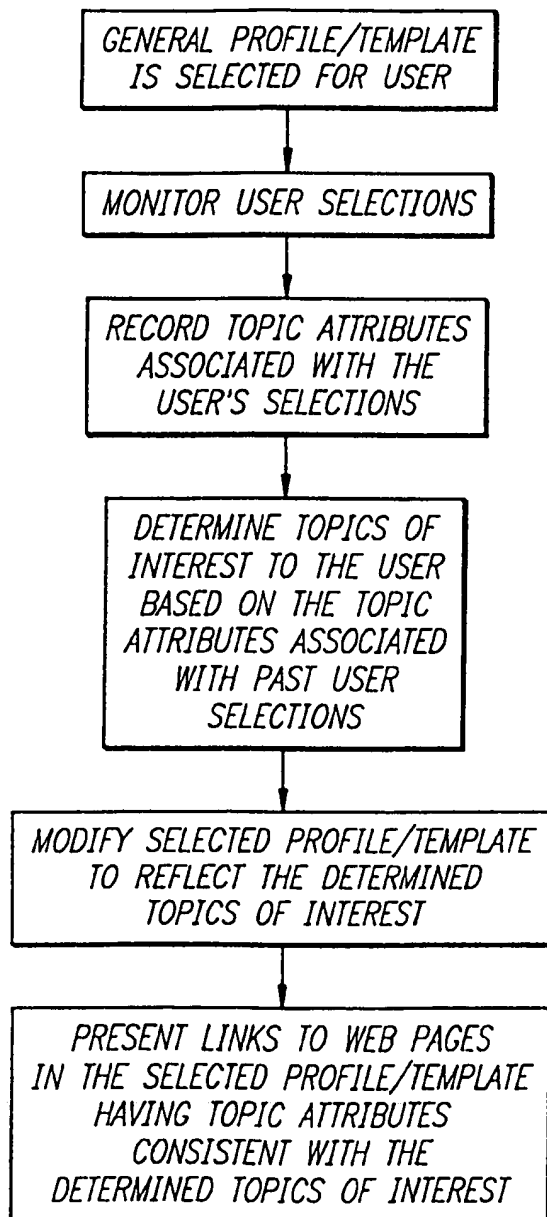 GENERAL PROFILE/TEMPLATE
IS SELECTED FOR USER
MONITOR USER SELECTIONS
RECORD TOPIC ATTRIBUTES
ASSOCIATED WITH THE
USER'S SELECTIONS
DETERMINE TOPICS OF
INTEREST TO THE USER
BASED ON THE TOPIC
ATTRIBUTES ASSOCIATED
WITH PAST USER
SELECTIONS
MODIFY SELECTED PROFILE/TEMPLATE
TO REFLECT THE DETERMINED
TOPICS OF INTEREST
PRESENT LINKS TO WEB PAGES
IN THE SELECTED PROFILE/TEMPLATE
HAVING TOPIC ATTRIBUTES
CONSISTENT WITH THE
DETERMINED TOPICS OF INTEREST